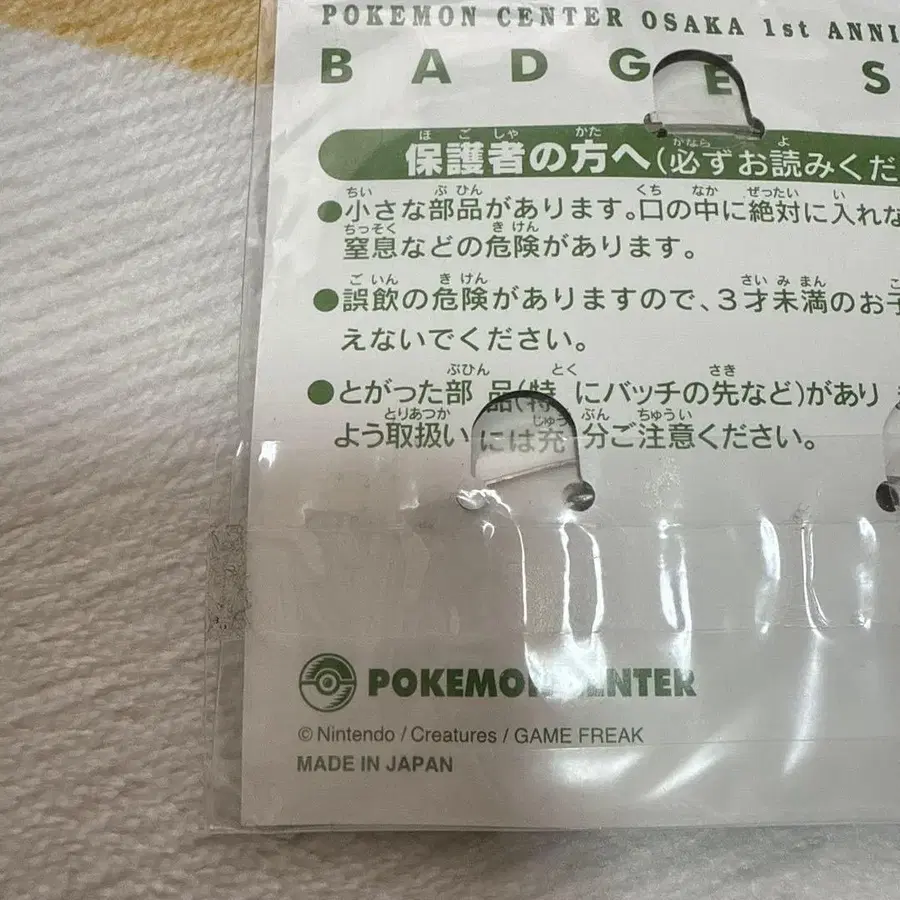 POKEMON CENTER OSAKA 1st ANNI
BADGE S
ほごしゃ かた
保護者の方へ(必ずお読みくだ
かなら よ
ちい ぶひん くち なか ぜったい い
●小さな部品があります。口の中に絶対に入れな
ちっそく きけん
窒息などの危険があります。
ごいん きけん さいみまん こ
●誤飲の危険がありますので、3才未満のお子
えないでください。
ぶひん とく さき
●とがった部品(特にバッチの先など)があり
とりあつか じゅうぶん ちゅうい
よう取扱いには充分ご注意ください。
POKEMON CENTER
©Nintendo / Creatures / GAME FREAK
MADE IN JAPAN